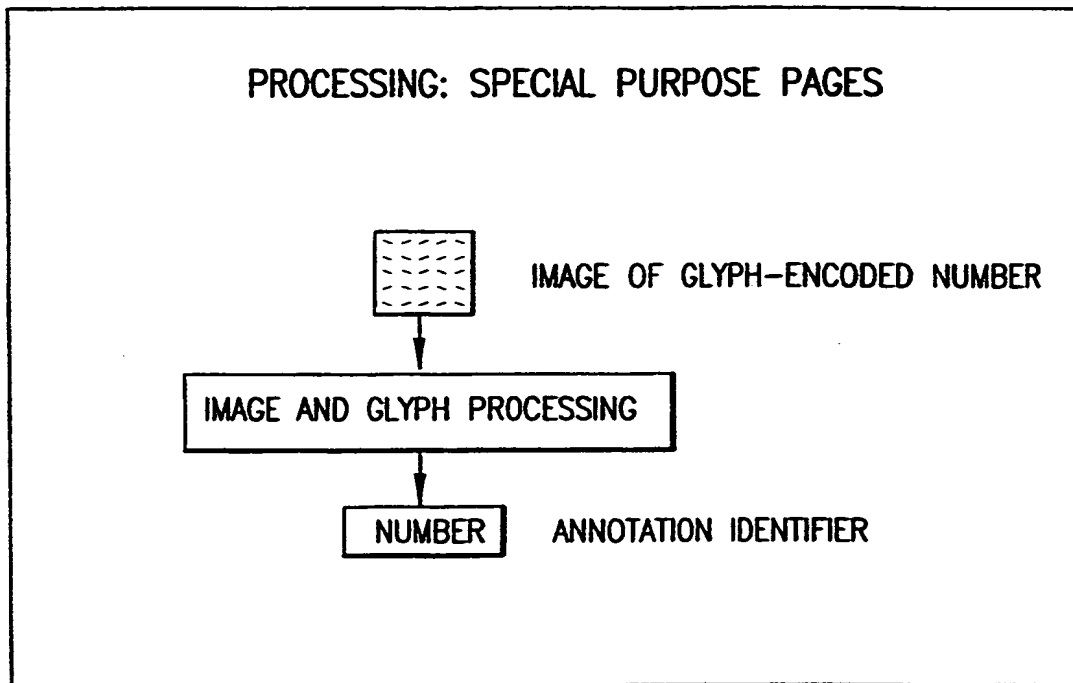 PROCESSING: SPECIAL PURPOSE PAGES
IMAGE OF GLYPH-ENCODED NUMBER
IMAGE AND GLYPH PROCESSING
NUMBER ANNOTATION IDENTIFIER